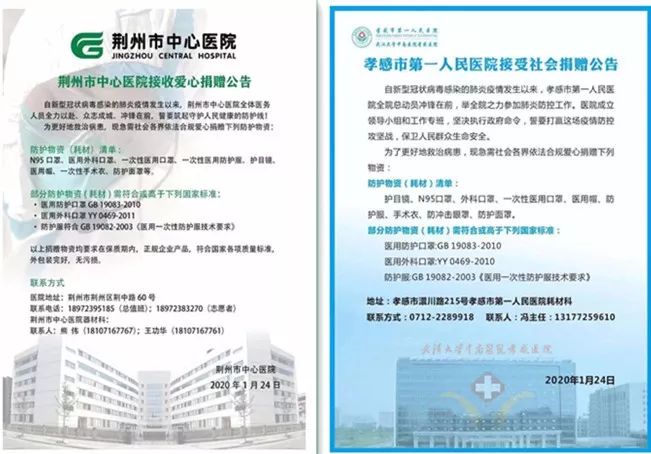 荆州市中心医院
JINGZHOU CENTRAL HOSPITAL
荆州市中心医院接收爱心捐赠公告
自新型冠状病毒感染的肺炎疫情发生以来，荆州市中心医院全体医务
人员全力以赴、众志成城、冲锋在前，誓要筑起守护人民健康的防护线！
为更好地救治病患，现急需社会各界依法合规爱心捐赠下列防护物资：
防护物资（耗材）清单：
N95 口罩、医用外科口罩、一次性医用口罩、一次性医用防护服、护目镜、
医用帽、一次性手术衣、防护面罩等。
部分防护物资（耗材）需符合或高于下列国家标准：
• 医用防护口罩 GB 19083-2010
• 医用外科口罩 YY 0469-2011
• 防护服符合 GB 19082-2003《医用一次性防护服技术要求》
以上捐赠物资均要求在保质期内，正规企业产品，符合国家各项质量标准，
外包装完好，无污损。
联系方式
医院地址：荆州市荆州区荆中路 60 号
联系电话：18972395185（总值班）；18972383270（志愿者）
荆州市中心医院器材科：
联系人：熊 伟（18107167767）；王功华（18107167761）
荆州市中心医院
2020 年 1 月 24 日
孝感市第一人民医院
武汉大学中南医院孝感医院
孝感市第一人民医院接受社会捐赠公告
自新型冠状病毒感染的肺炎疫情发生以来，孝感市第一人民医
院全院总动员冲锋在前，举全院之力参加肺炎防控工作。医院成立
领导小组和工作专班，坚决执行政府命令，誓要打赢这场疫情防控
攻坚战，保卫人民群众生命安全。
为了更好地救治病患，现急需社会各界依法合规爱心捐赠下列
物资：
防护物资（耗材）清单：
护目镜、N95口罩、外科口罩、一次性医用口罩、医用帽、防
护服、手术衣、防冲击眼罩、防护面罩。
部分防护物资（耗材）需符合或高于下列国家标准：
医用防护口罩:GB 19083-2010
医用外科口罩:YY 0469-2010
防护服:GB 19082-2003《医用一次性防护服技术要求》
地址：孝感市澴川路215号孝感市第一人民医院耗材科
联系方式：0712-2289918 联系人：冯主任：13177259610
武汉大学中南医院孝感医院
2020年1月24日